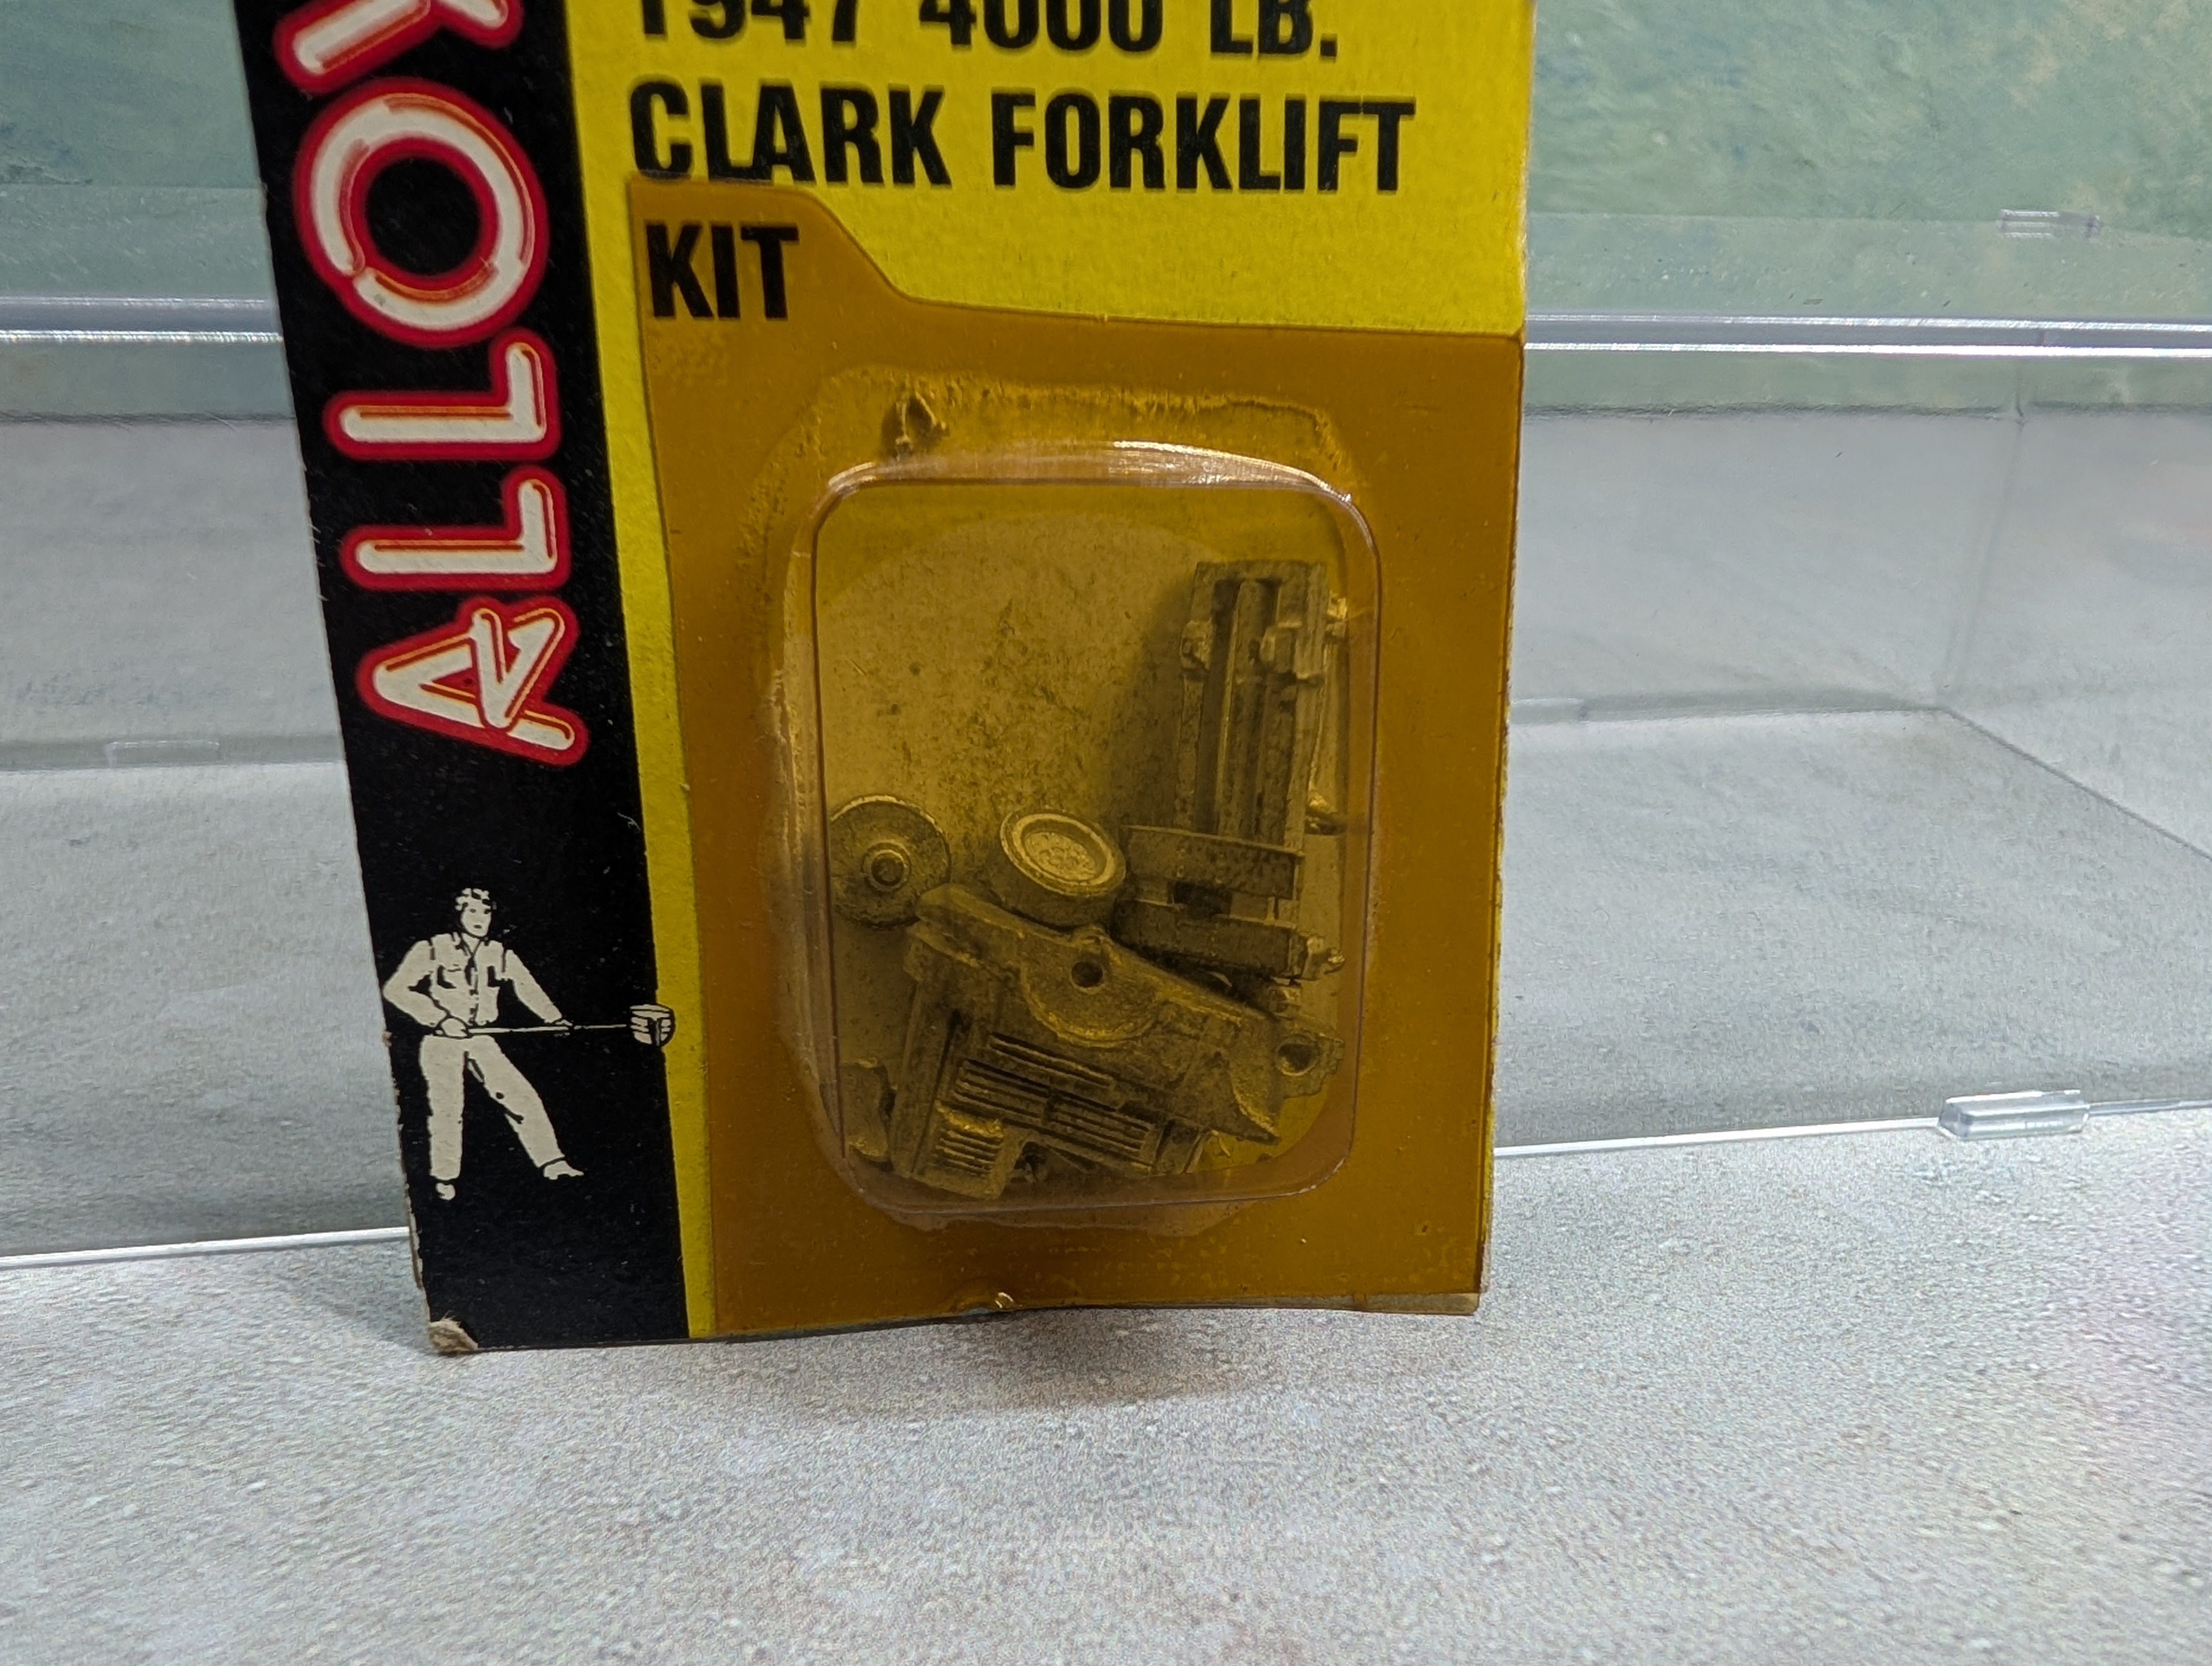 1947 4000 LB.
CLARK FORKLIFT
KIT
ALLOY